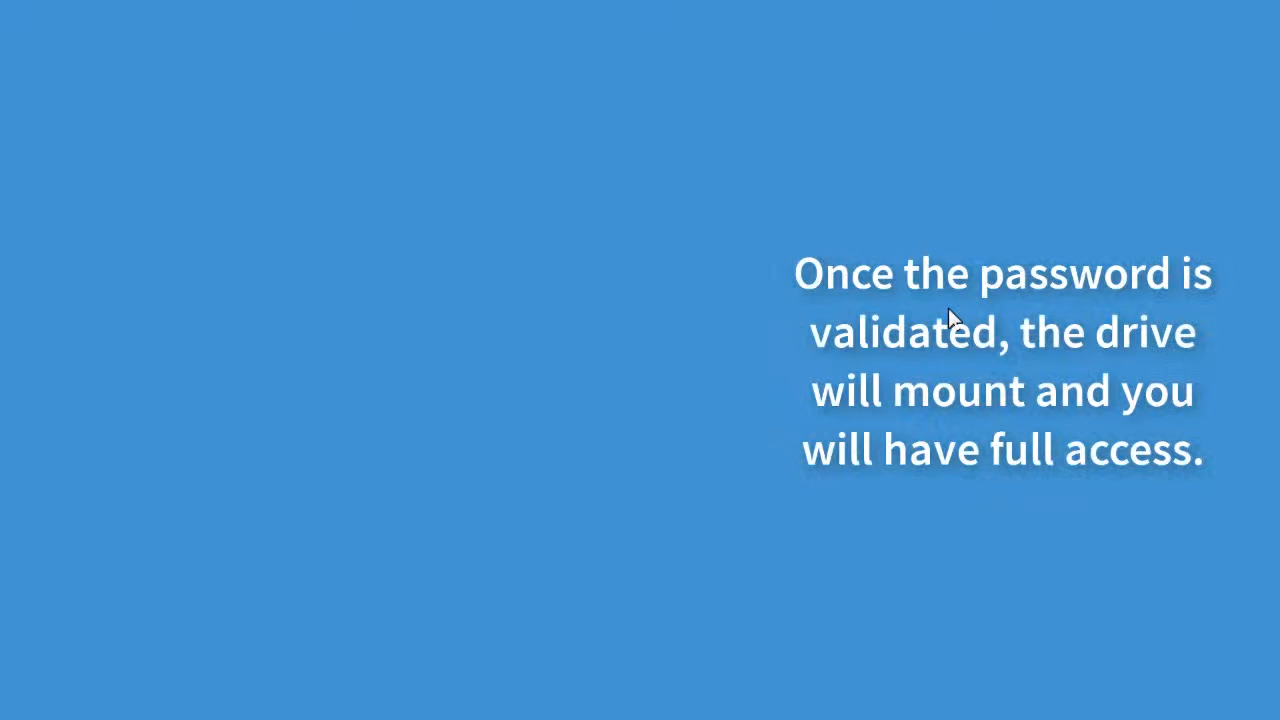 Once the password is
validated, the drive
will mount and you
will have full access.